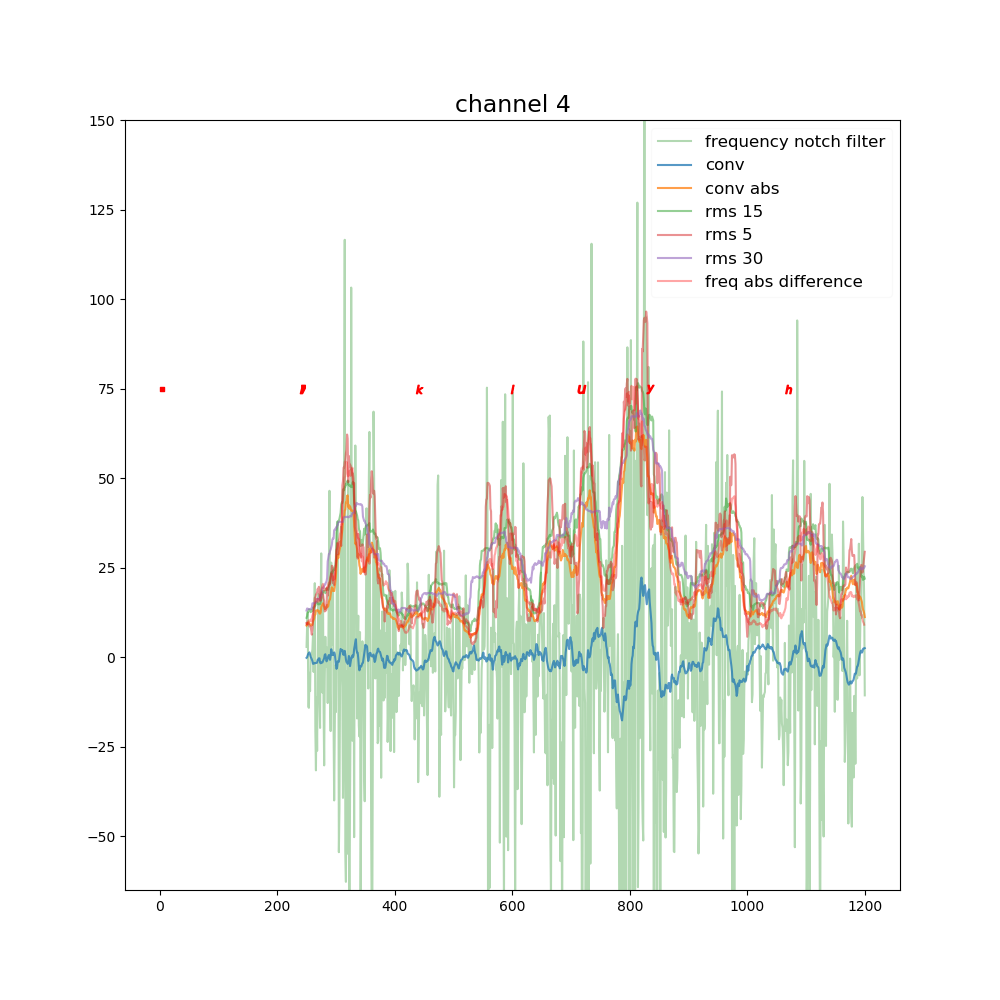 channel 4
150
125
100
75
50
25
0
−25
−50
frequency notch filter
conv
conv abs
rms 15
rms 5
rms 30
freq abs difference
k l u y h
0 200 400 600 800 1000 1200